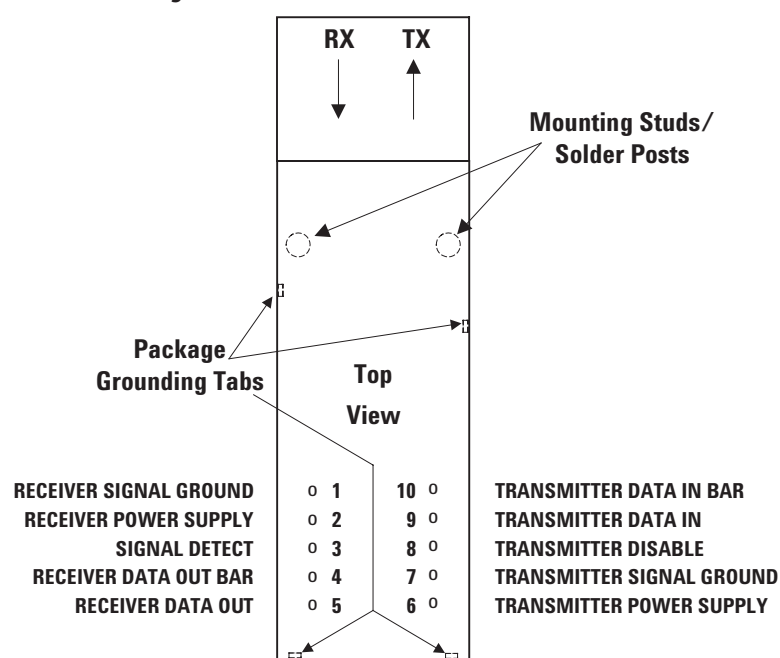 RX TX
Mounting Studs/
Solder Posts
Package
Grounding Tabs
Top
View
RECEIVER SIGNAL GROUND o 1 10 o TRANSMITTER DATA IN BAR
RECEIVER POWER SUPPLY o 2 9 o TRANSMITTER DATA IN
SIGNAL DETECT o 3 8 o TRANSMITTER DISABLE
RECEIVER DATA OUT BAR o 4 7 o TRANSMITTER SIGNAL GROUND
RECEIVER DATA OUT o 5 6 o TRANSMITTER POWER SUPPLY